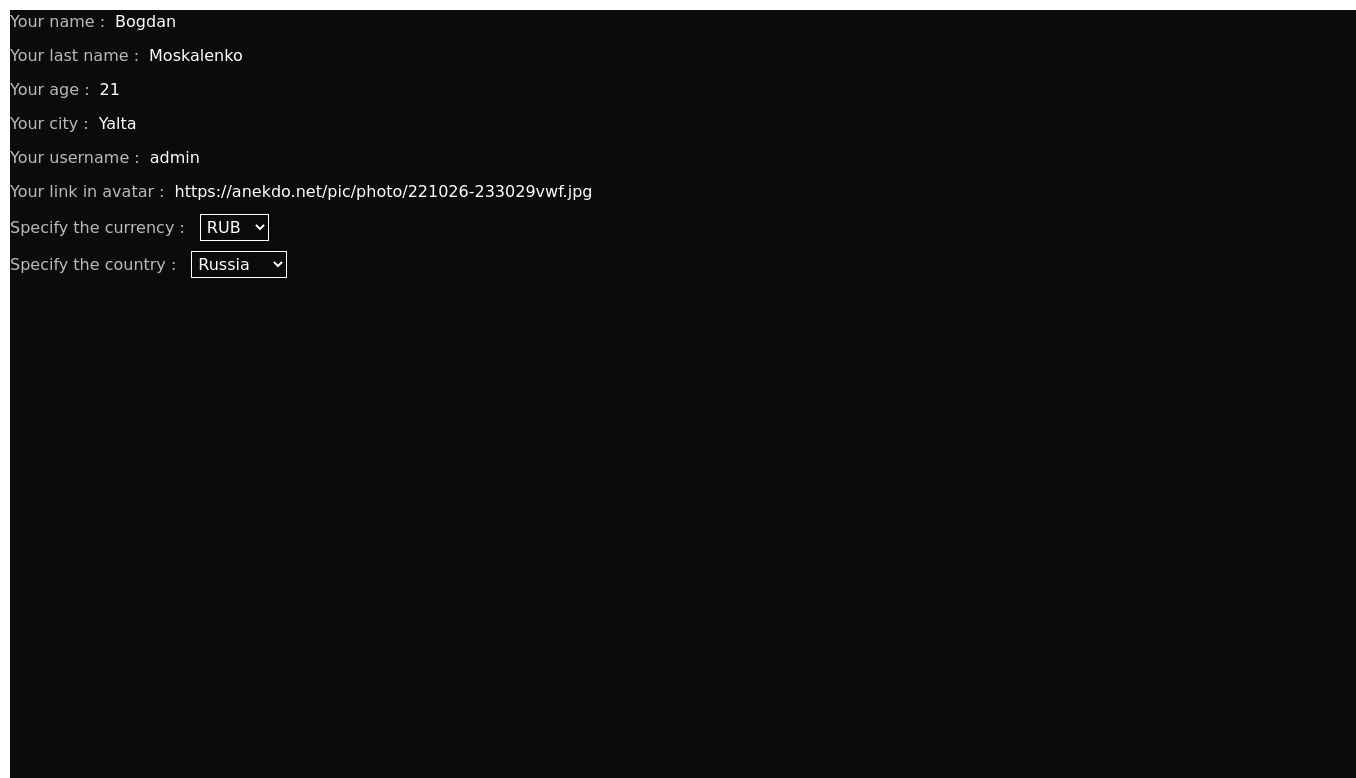 Your name : Bogdan
Your last name : Moskalenko
Your age : 21
Your city : Yalta
Your username : admin
Your link in avatar : https://anekdo.net/pic/photo/221026-233029vwf.jpg
Specify the currency : RUB
Specify the country : Russia